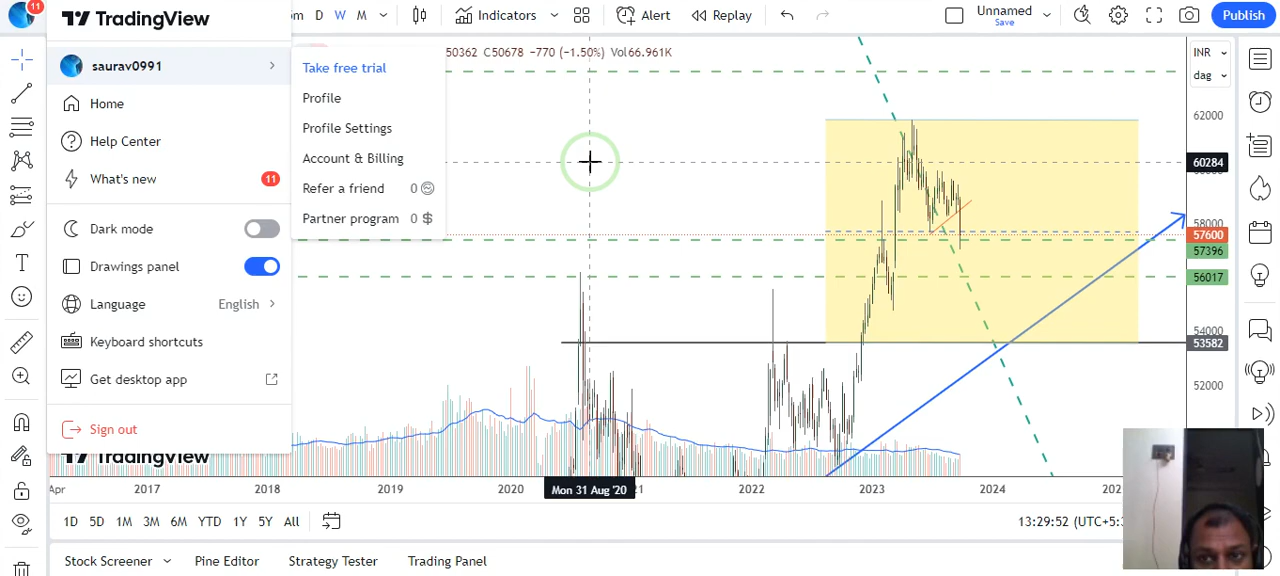 11
TradingView
D W M
Indicators
Alert
Replay
Unnamed
Save
Publish
saurav0991
Home
Help Center
What's new 11
Dark mode
Drawings panel
Language English
Keyboard shortcuts
Get desktop app
Sign out
TradingView
Take free trial
Profile
Profile Settings
Account & Billing
Refer a friend 0
Partner program 0 $
50362 C50678 −770 (−1.50%) Vol66.961K
INR
dag
62000
60284
58000
57600
57396
56017
54000
53582
52000
Apr 2017 2018 2019 2020 Mon 31 Aug '20 2022 2023 2024
1D 5D 1M 3M 6M YTD 1Y 5Y All
13:29:52 (UTC+5:3
Stock Screener Pine Editor Strategy Tester Trading Panel